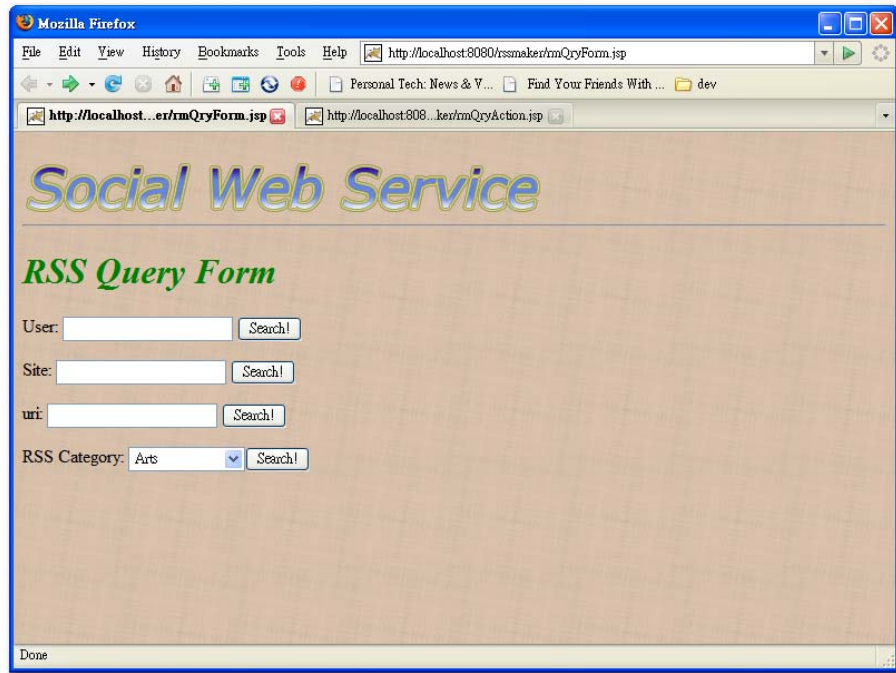 Mozilla Firefox
File Edit View History Bookmarks Tools Help http://localhost:8080/rssmaker/rmQryForm.jsp
Personal Tech: News & V... Find Your Friends With ... dev
http://localhost...er/rmQryForm.jsp http://localhost:808...ker/rmQryAction.jsp
Social Web Service
RSS Query Form
User: Search!
Site: Search!
uri: Search!
RSS Category: Arts Search!
Done